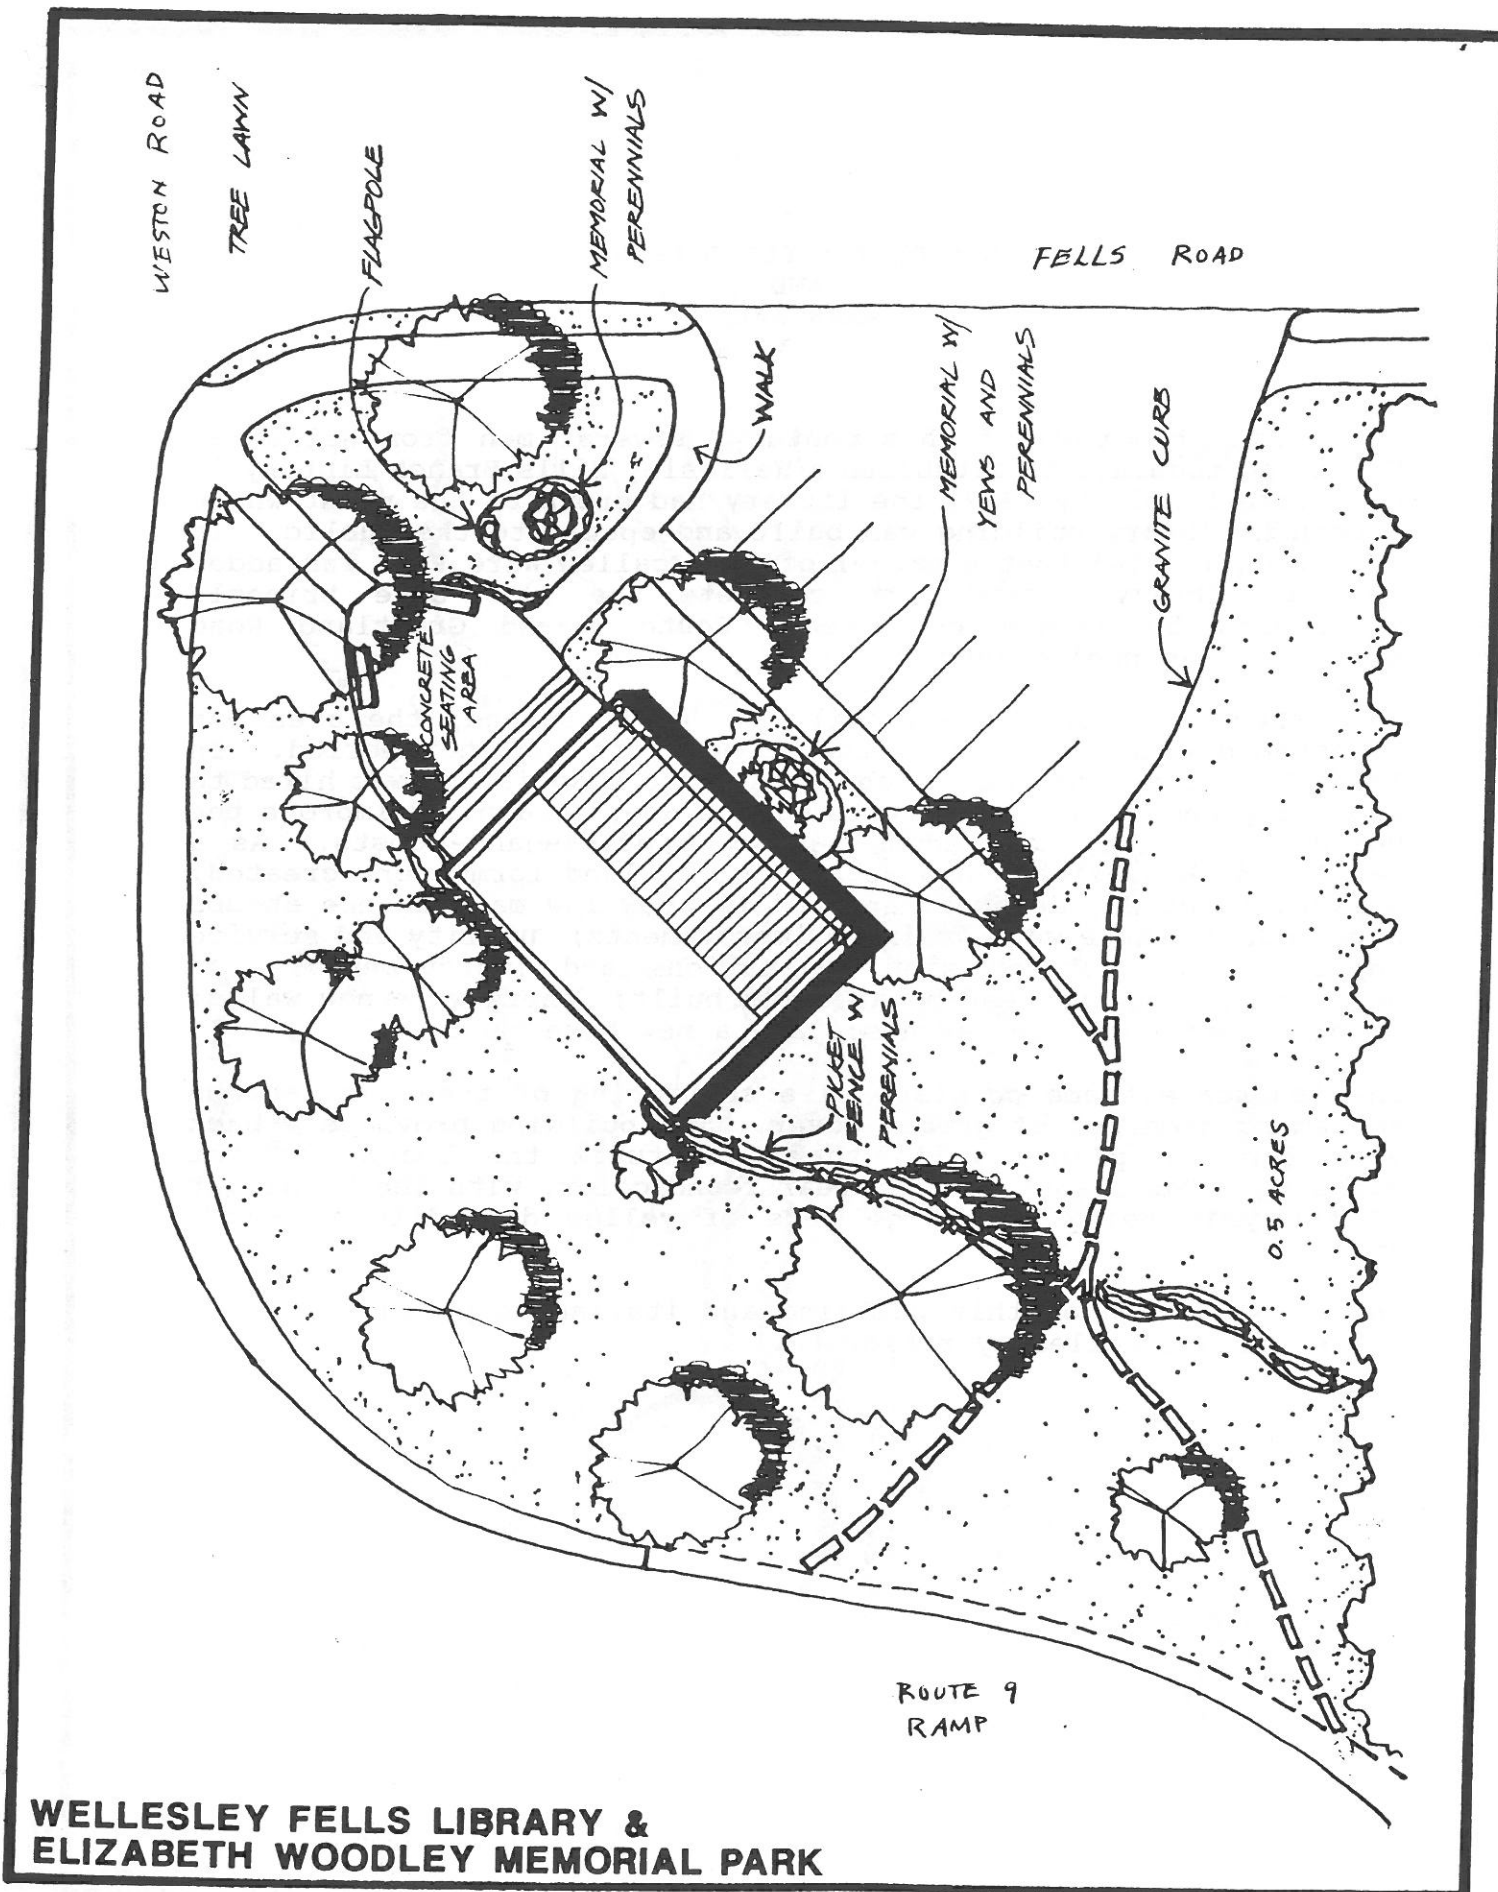 WESTON ROAD
TREE LAWN
FLAGPOLE
MEMORIAL W/
PERENNIALS
FELLS ROAD
WALK
MEMORIAL W/
YEWS AND
PERENNIALS
GRANITE CURB
CONCRETE
SEATING
AREA
PICKET
FENCE W/
PERENIALS
0.5 ACRES
ROUTE 9
RAMP
WELLESLEY FELLS LIBRARY &
ELIZABETH WOODLEY MEMORIAL PARK